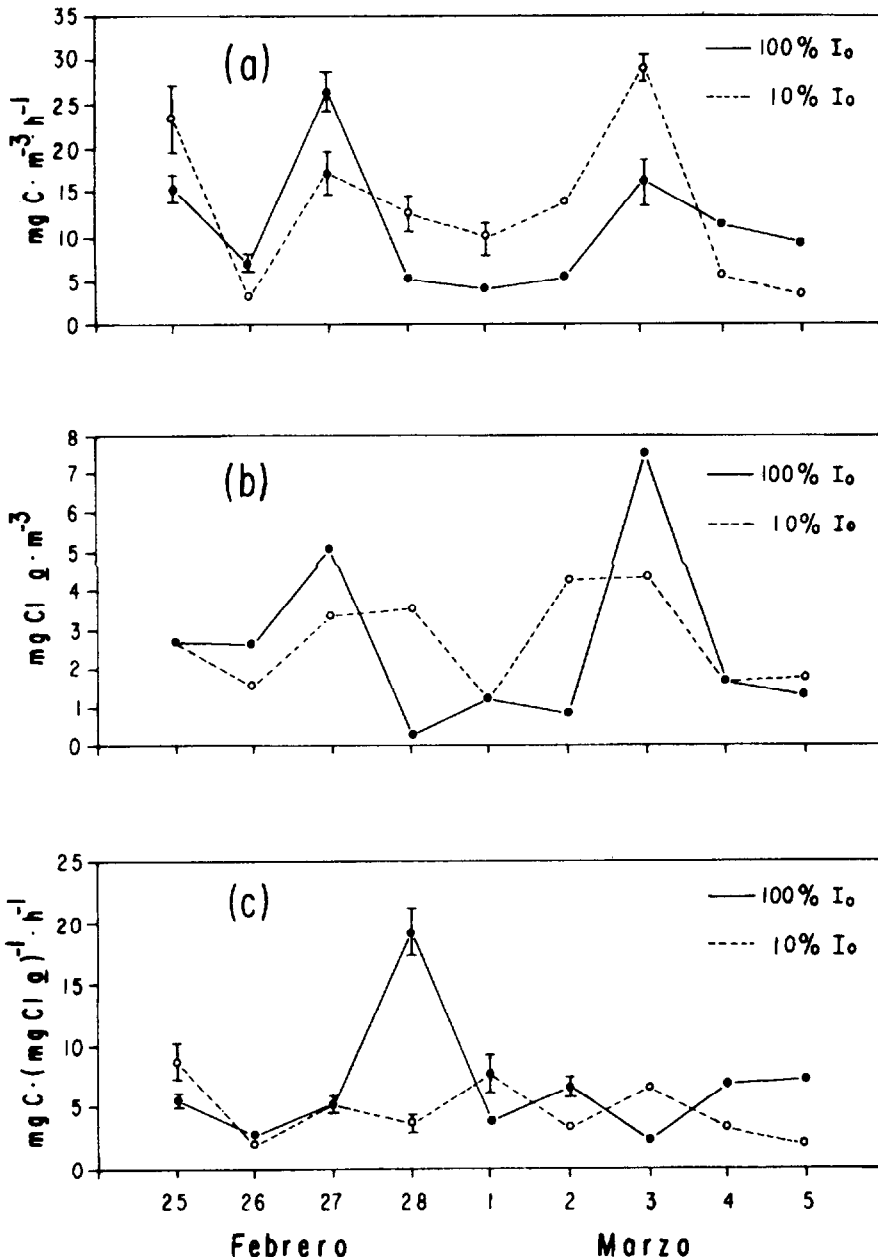 35
30
25
20
15
10
5
0
mg C · m⁻³ h⁻¹
(a)
100% I₀
10% I₀
8
7
6
5
4
3
2
1
0
mg Cl a · m⁻³
(b)
100% I₀
10% I₀
25
20
15
10
5
0
mg C · (mg Cl a)⁻¹ · h⁻¹
(c)
100% I₀
10% I₀
25 26 27 28 1 2 3 4 5
Febrero Marzo